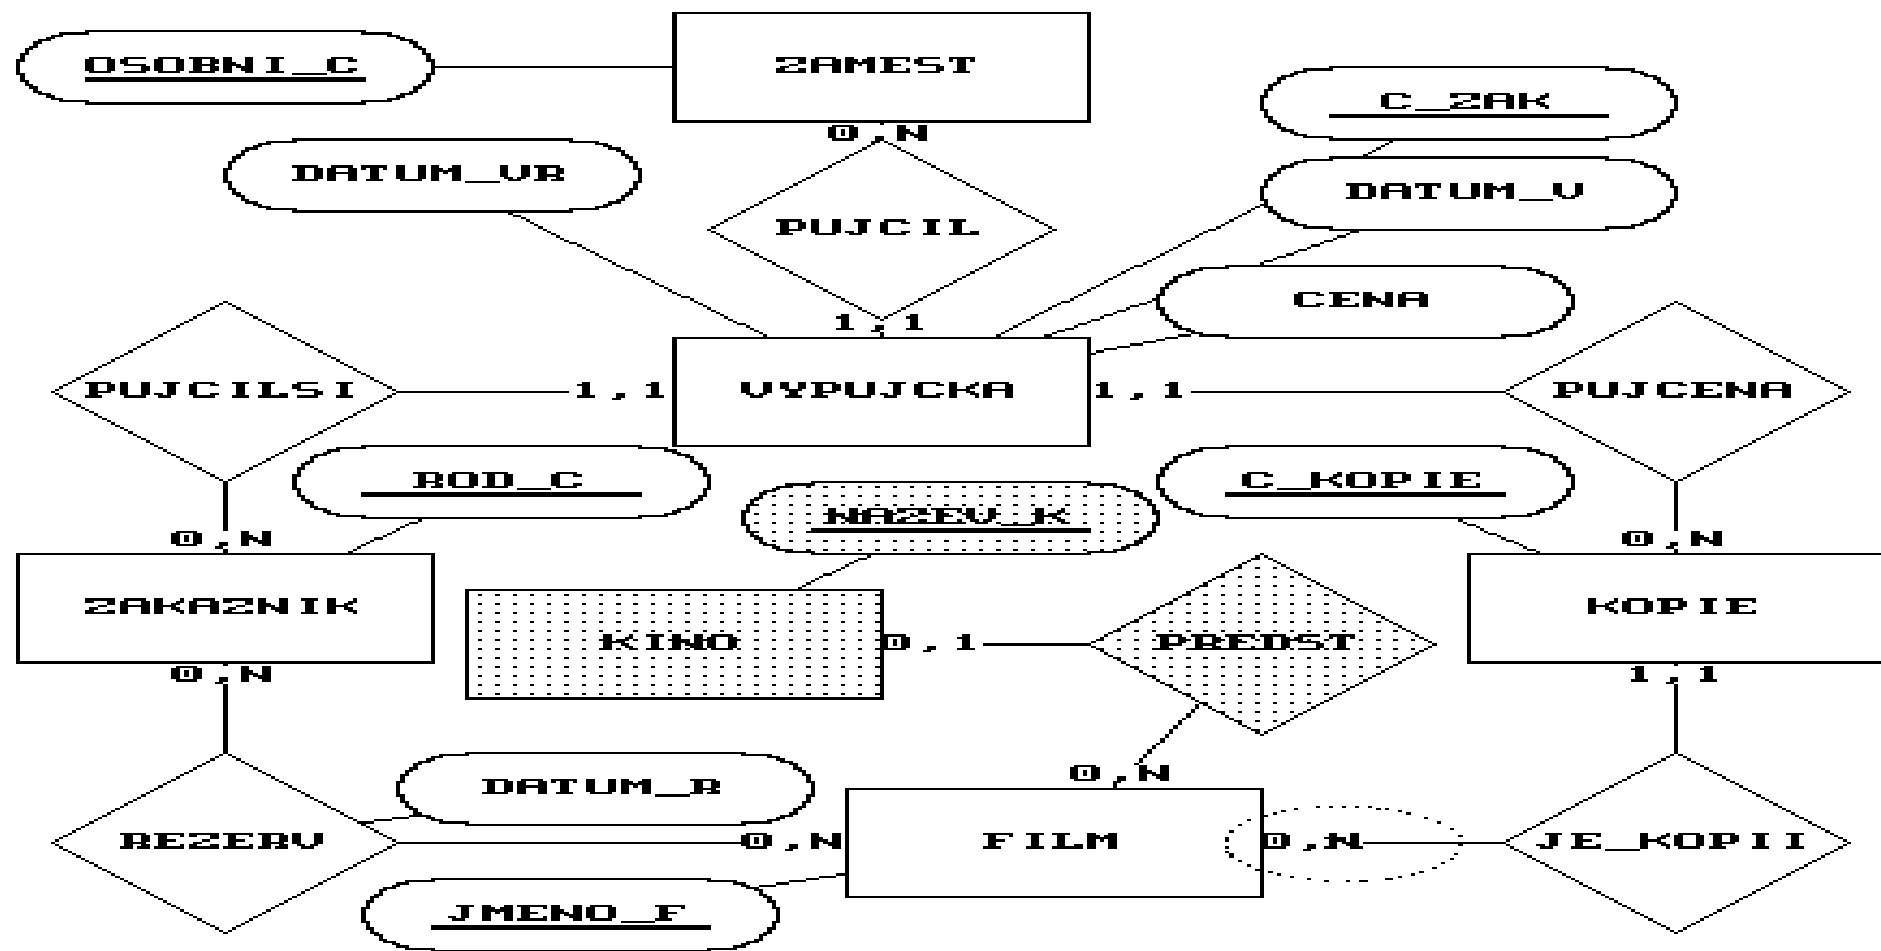 OSOBNI_C
ZAMEST
C_ZAK
0,N
DATUM_VR
DATUM_V
PUJCIL
CENA
1,1
PUJCILSI
1,1
VYPUJCKA
1,1
PUJCENA
ROD_C
C_KOPIE
NAZEV_K
0,N
0,N
ZAKAZNIK
KOPIE
KINO
0,1
PREDST
0,N
1,1
0,N
DATUM_R
REZERV
0,N
FILM
0,N
JE_KOPII
JMENO_F